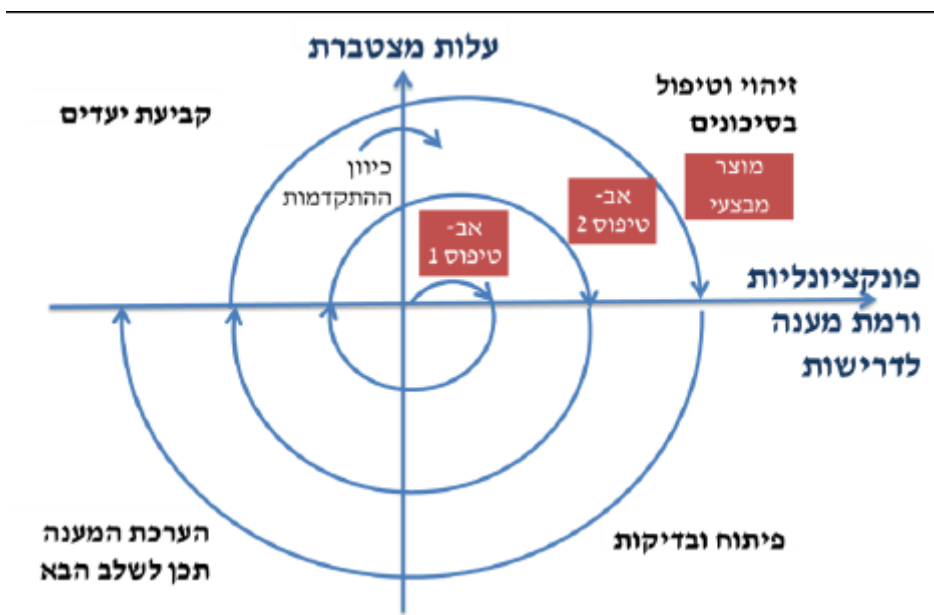 עלות מצטברת
זיהוי וטיפול
בסיכונים
קביעת יעדים
כיוון
ההתקדמות
מוצר
מבצעי
אב-
טיפוס 2
אב-
טיפוס 1
פונקציונליות
ורמת מענה
לדרישות
פיתוח ובדיקות
הערכת המענה
תכן לשלב הבא